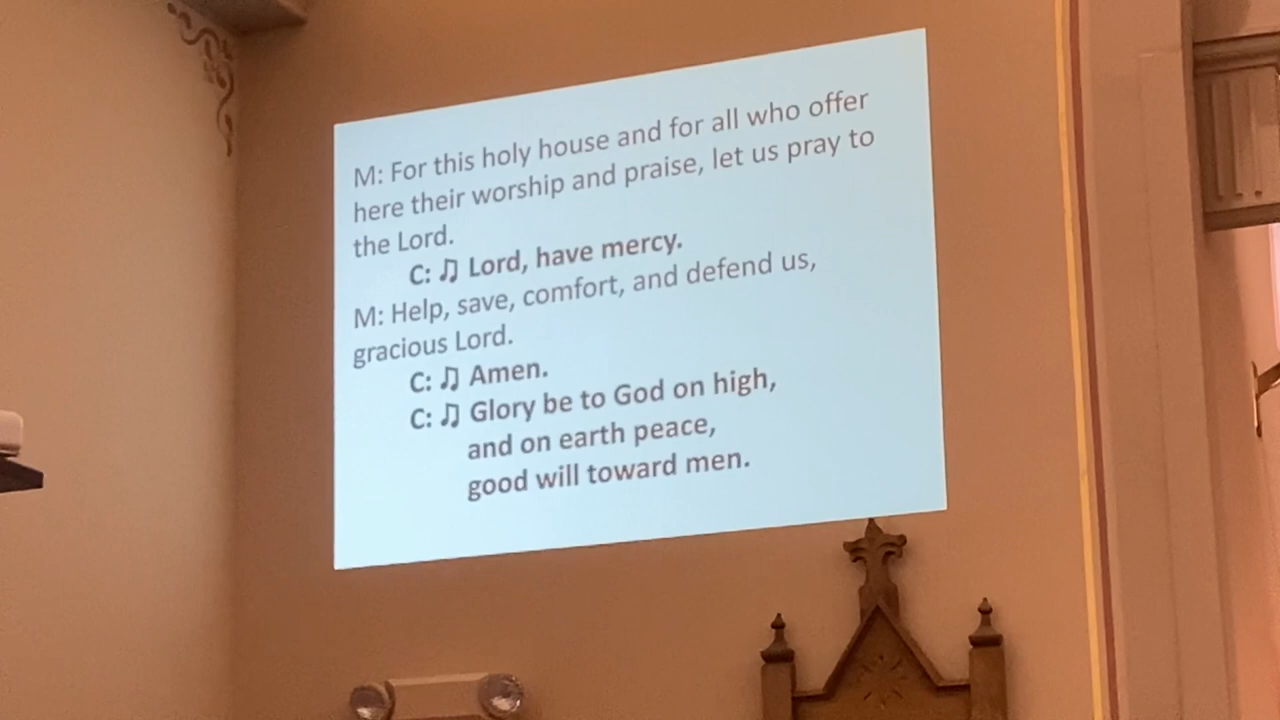 M: For this holy house and for all who offer
here their worship and praise, let us pray to
the Lord.
C: ♫ Lord, have mercy.
M: Help, save, comfort, and defend us,
gracious Lord.
C: ♫ Amen.
C: ♫ Glory be to God on high,
and on earth peace,
good will toward men.